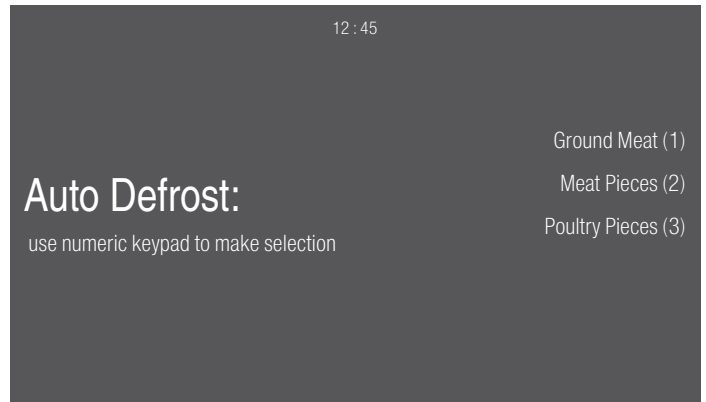 12:45
Ground Meat (1)
Meat Pieces (2)
Auto Defrost:
Poultry Pieces (3)
use numeric keypad to make selection